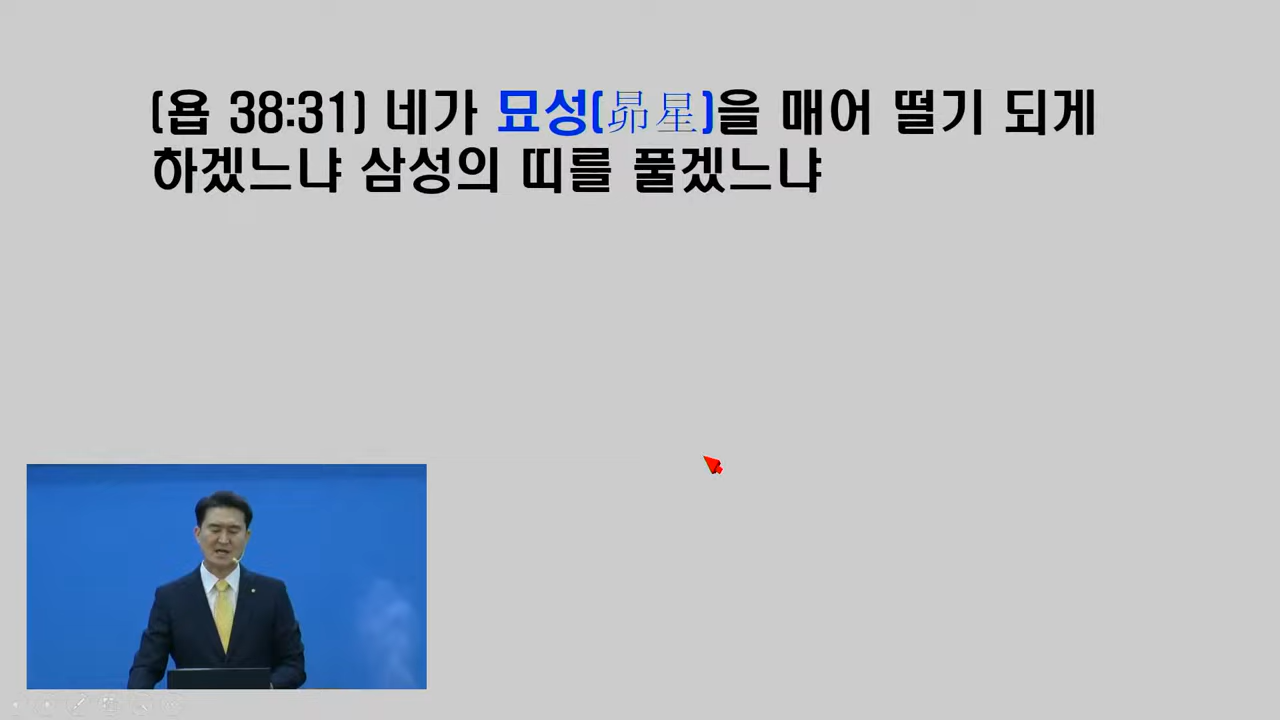 (욥 38:31) 네가 묘성(昴星)을 매어 떨기 되게
하겠느냐 삼성의 띠를 풀겠느냐